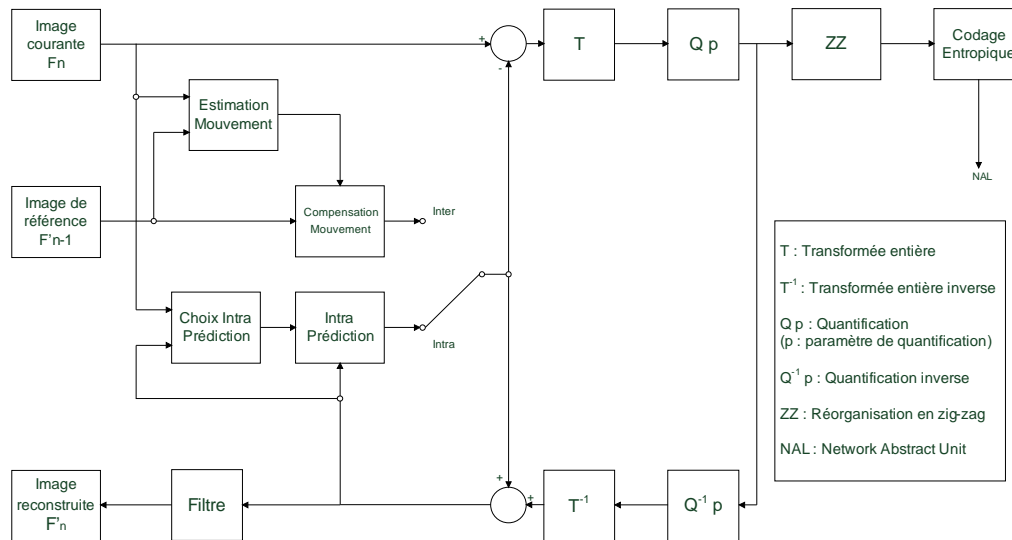 Image
courante
Fn
+
-
T
Q p
ZZ
Codage
Entropique
Estimation
Mouvement
NAL
Image de
référence
F'n-1
Compensation
Mouvement
Inter
T : Transformée entière
T-1 : Transformée entière inverse
Q p : Quantification
(p : paramètre de quantification)
Q-1 p : Quantification inverse
ZZ : Réorganisation en zig-zag
NAL : Network Abstract Unit
Choix Intra
Prédiction
Intra
Prédiction
Intra
Image
reconstruite
F'n
Filtre
+
+
T-1
Q-1 p